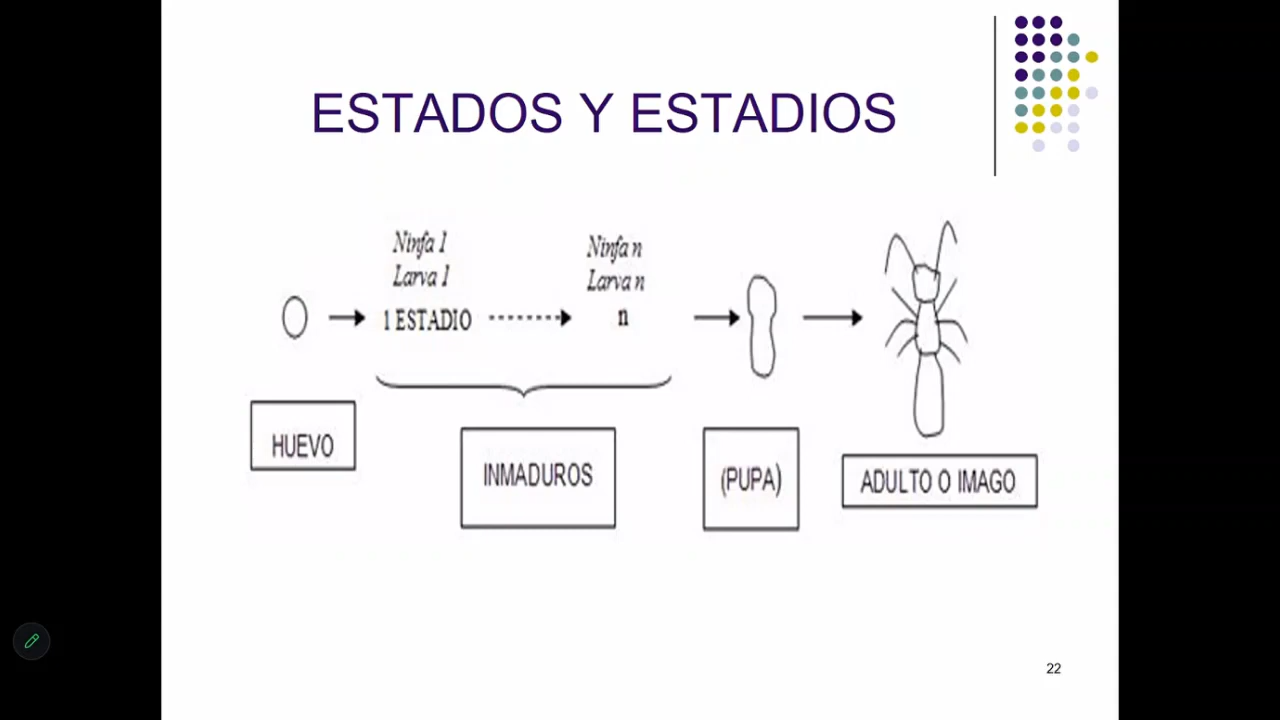 ESTADOS Y ESTADIOS
Ninfa 1
Larva 1
1 ESTADIO
Ninfa n
Larva n
n
HUEVO
INMADUROS
(PUPA)
ADULTO O IMAGO
22